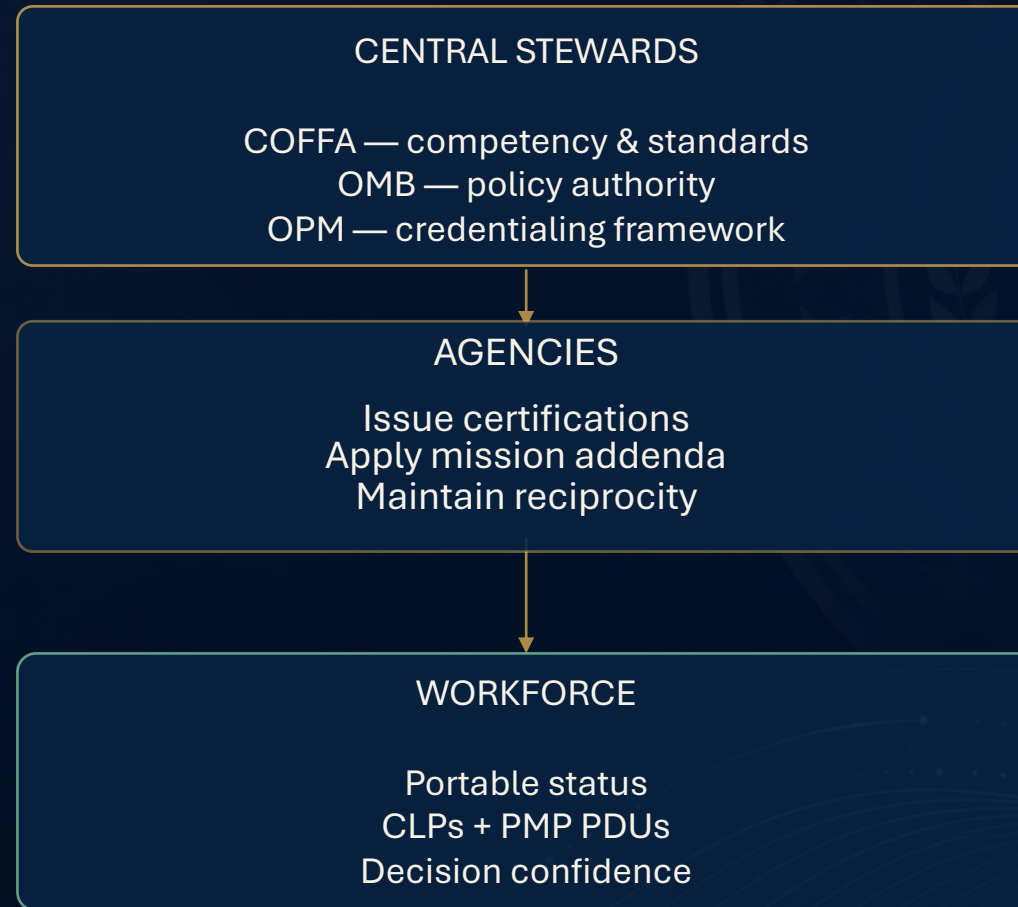 CENTRAL STEWARDS
COFFA — competency & standards
OMB — policy authority
OPM — credentialing framework
AGENCIES
Issue certifications
Apply mission addenda
Maintain reciprocity
WORKFORCE
Portable status
CLPs + PMP PDUs
Decision confidence